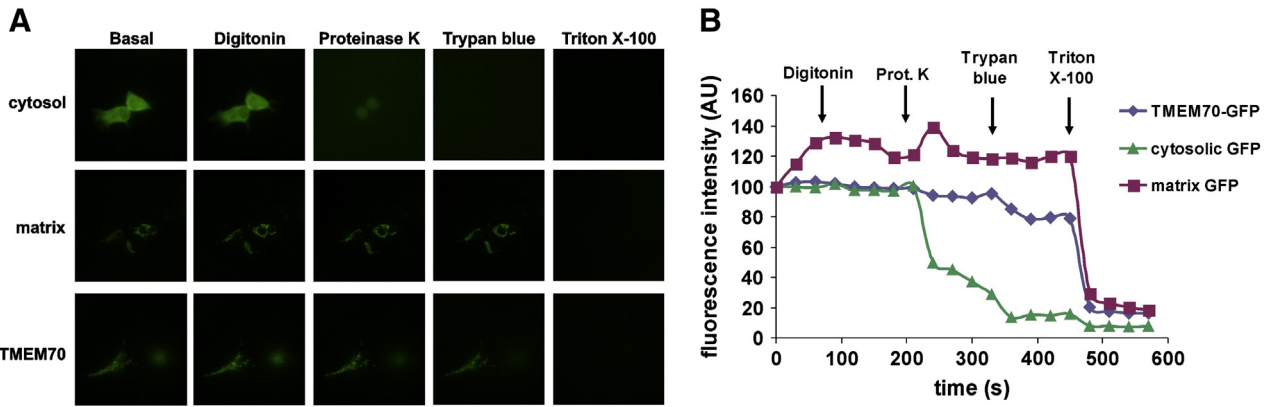 A
Basal Digitonin Proteinase K Trypan blue Triton X-100
cytosol
matrix
TMEM70
B
Digitonin Prot. K Trypan blue Triton X-100
fluorescence intensity (AU)
160
140
120
100
80
60
40
20
0
0 100 200 300 400 500 600
time (s)
TMEM70-GFP
cytosolic GFP
matrix GFP